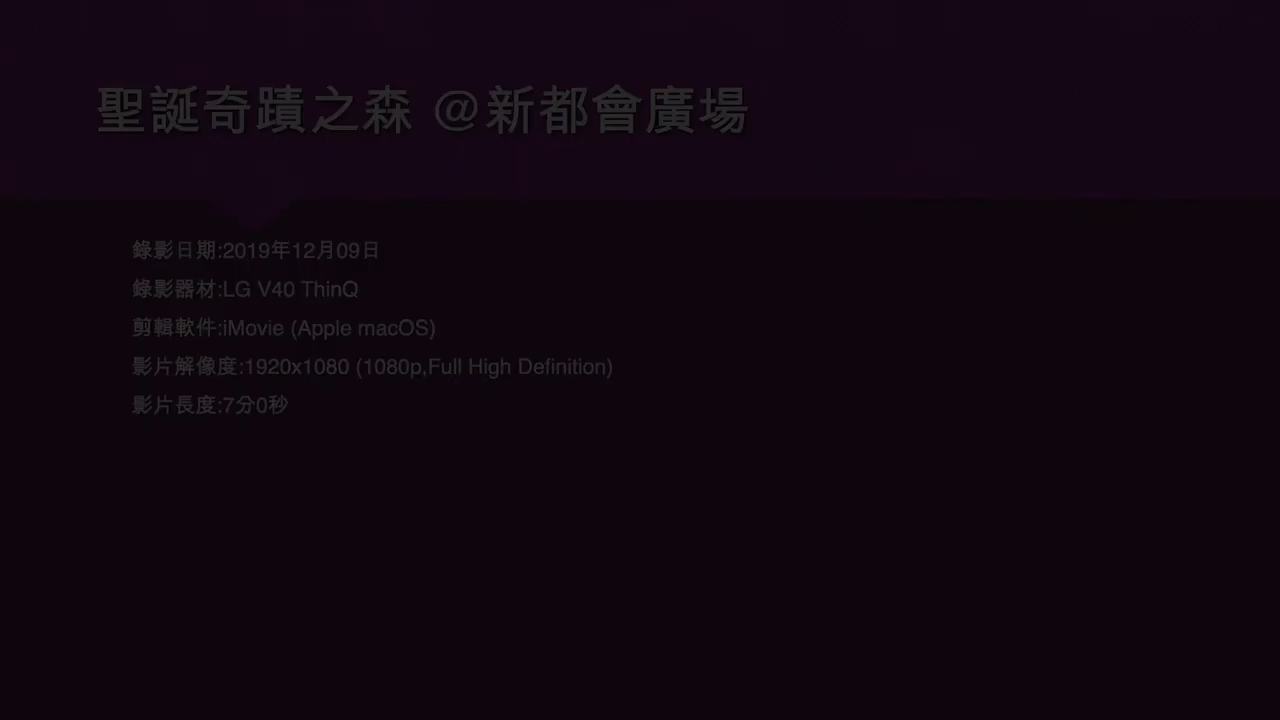 聖誕奇蹟之森 @新都會廣場
錄影日期:2019年12月09日
錄影器材:LG V40 ThinQ
剪輯軟件:iMovie (Apple macOS)
影片解像度:1920x1080 (1080p,Full High Definition)
影片長度:7分0秒